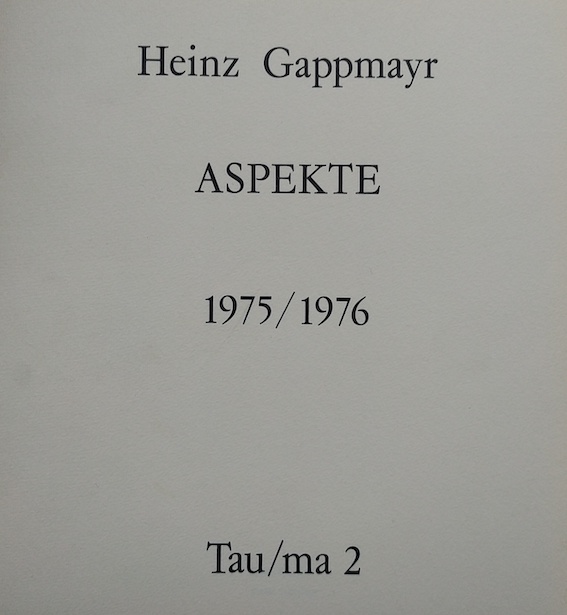 Heinz Gappmayr
ASPEKTE
1975/1976
Tau/ma 2